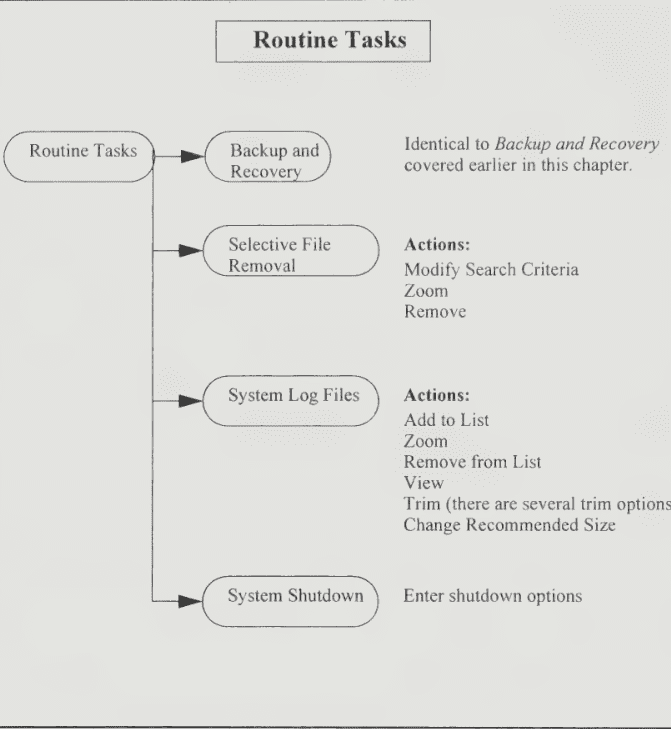 Routine Tasks
Routine Tasks
Backup and
Recovery
Identical to Backup and Recovery
covered earlier in this chapter.
Selective File
Removal
Actions:
Modify Search Criteria
Zoom
Remove
System Log Files
Actions:
Add to List
Zoom
Remove from List
View
Trim (there are several trim options
Change Recommended Size
System Shutdown
Enter shutdown options